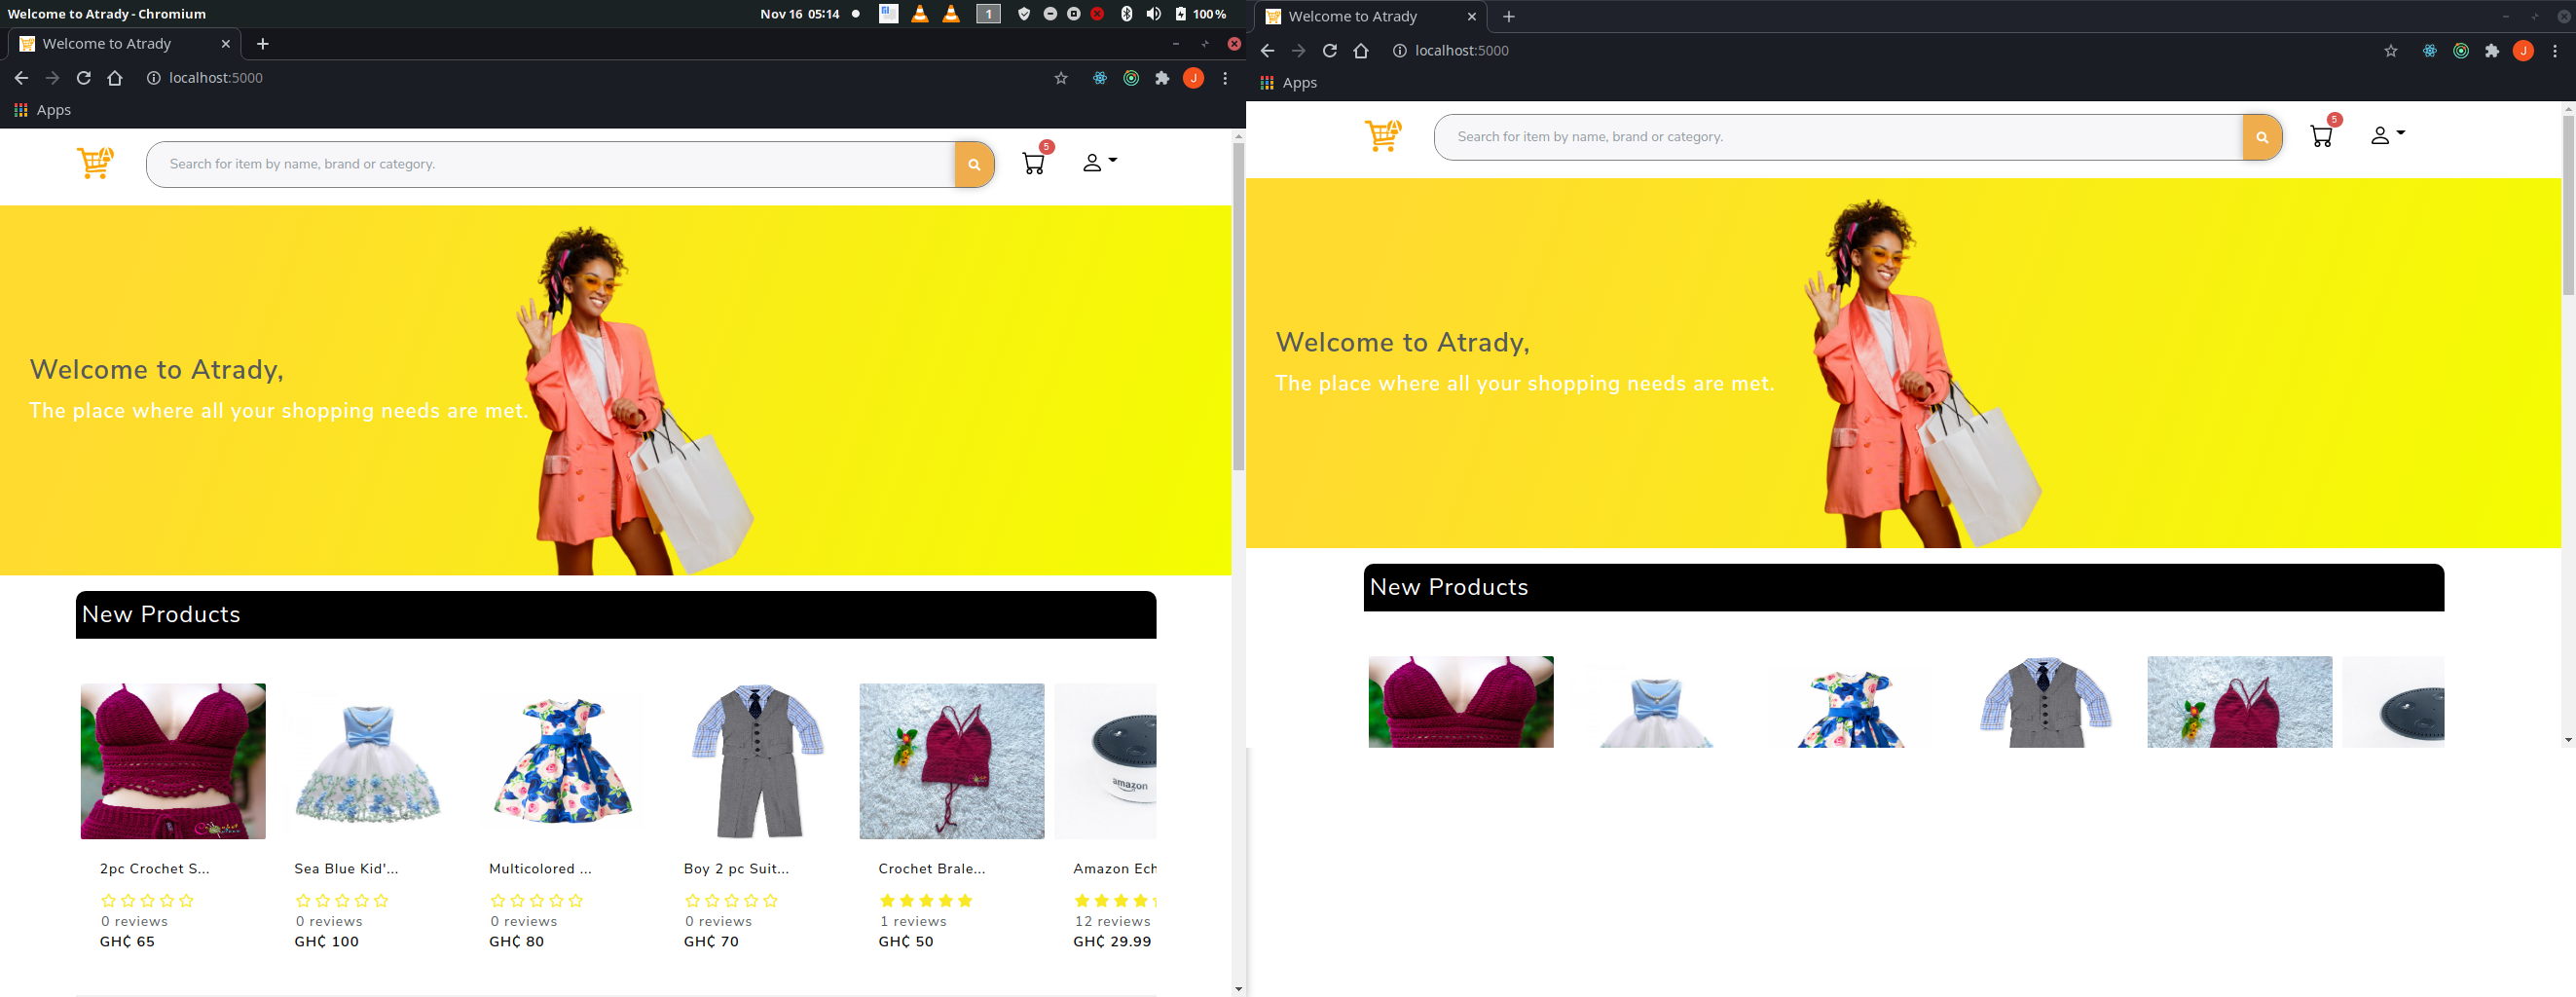 Welcome to Atrady - Chromium
Nov 16 05:14
1
100 %
Welcome to Atrady
localhost:5000
J
Apps
A
Search for item by name, brand or category.
5
Welcome to Atrady,
The place where all your shopping needs are met.
New Products
amazon
2pc Crochet S...
Sea Blue Kid'...
Multicolored ...
Boy 2 pc Suit...
Crochet Brale...
Amazon Ech
0 reviews
0 reviews
0 reviews
0 reviews
1 reviews
12 reviews
GH₵ 65
GH₵ 100
GH₵ 80
GH₵ 70
GH₵ 50
GH₵ 29.99
Welcome to Atrady
localhost:5000
J
Apps
A
Search for item by name, brand or category.
5
Welcome to Atrady,
The place where all your shopping needs are met.
New Products